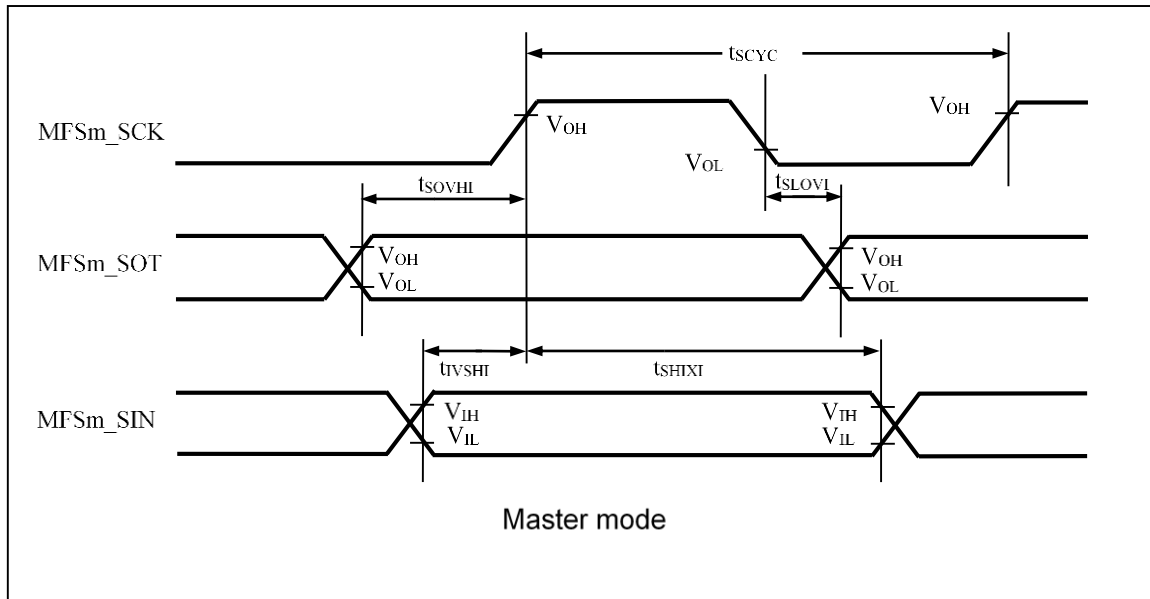 tSCYC
MFSm_SCK
VOH
VOH
VOL
tSOVHI
tSLOVI
MFSm_SOT
VOH
VOL
VOH
VOL
tIVSHI
tSHIXI
MFSm_SIN
VIH
VIL
VIH
VIL
Master mode